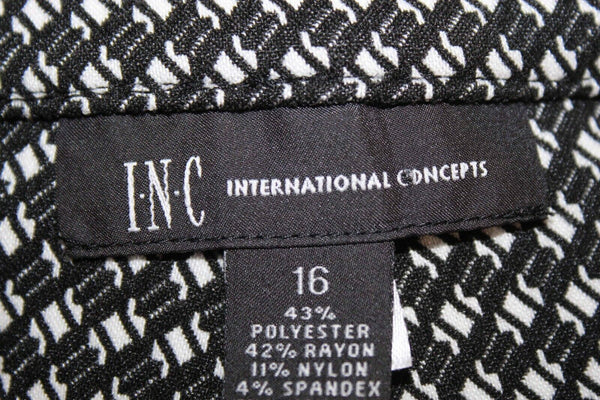 I·N·C INTERNATIONAL CONCEPTS
16
43%
POLYESTER
42% RAYON
11% NYLON
4% SPANDEX